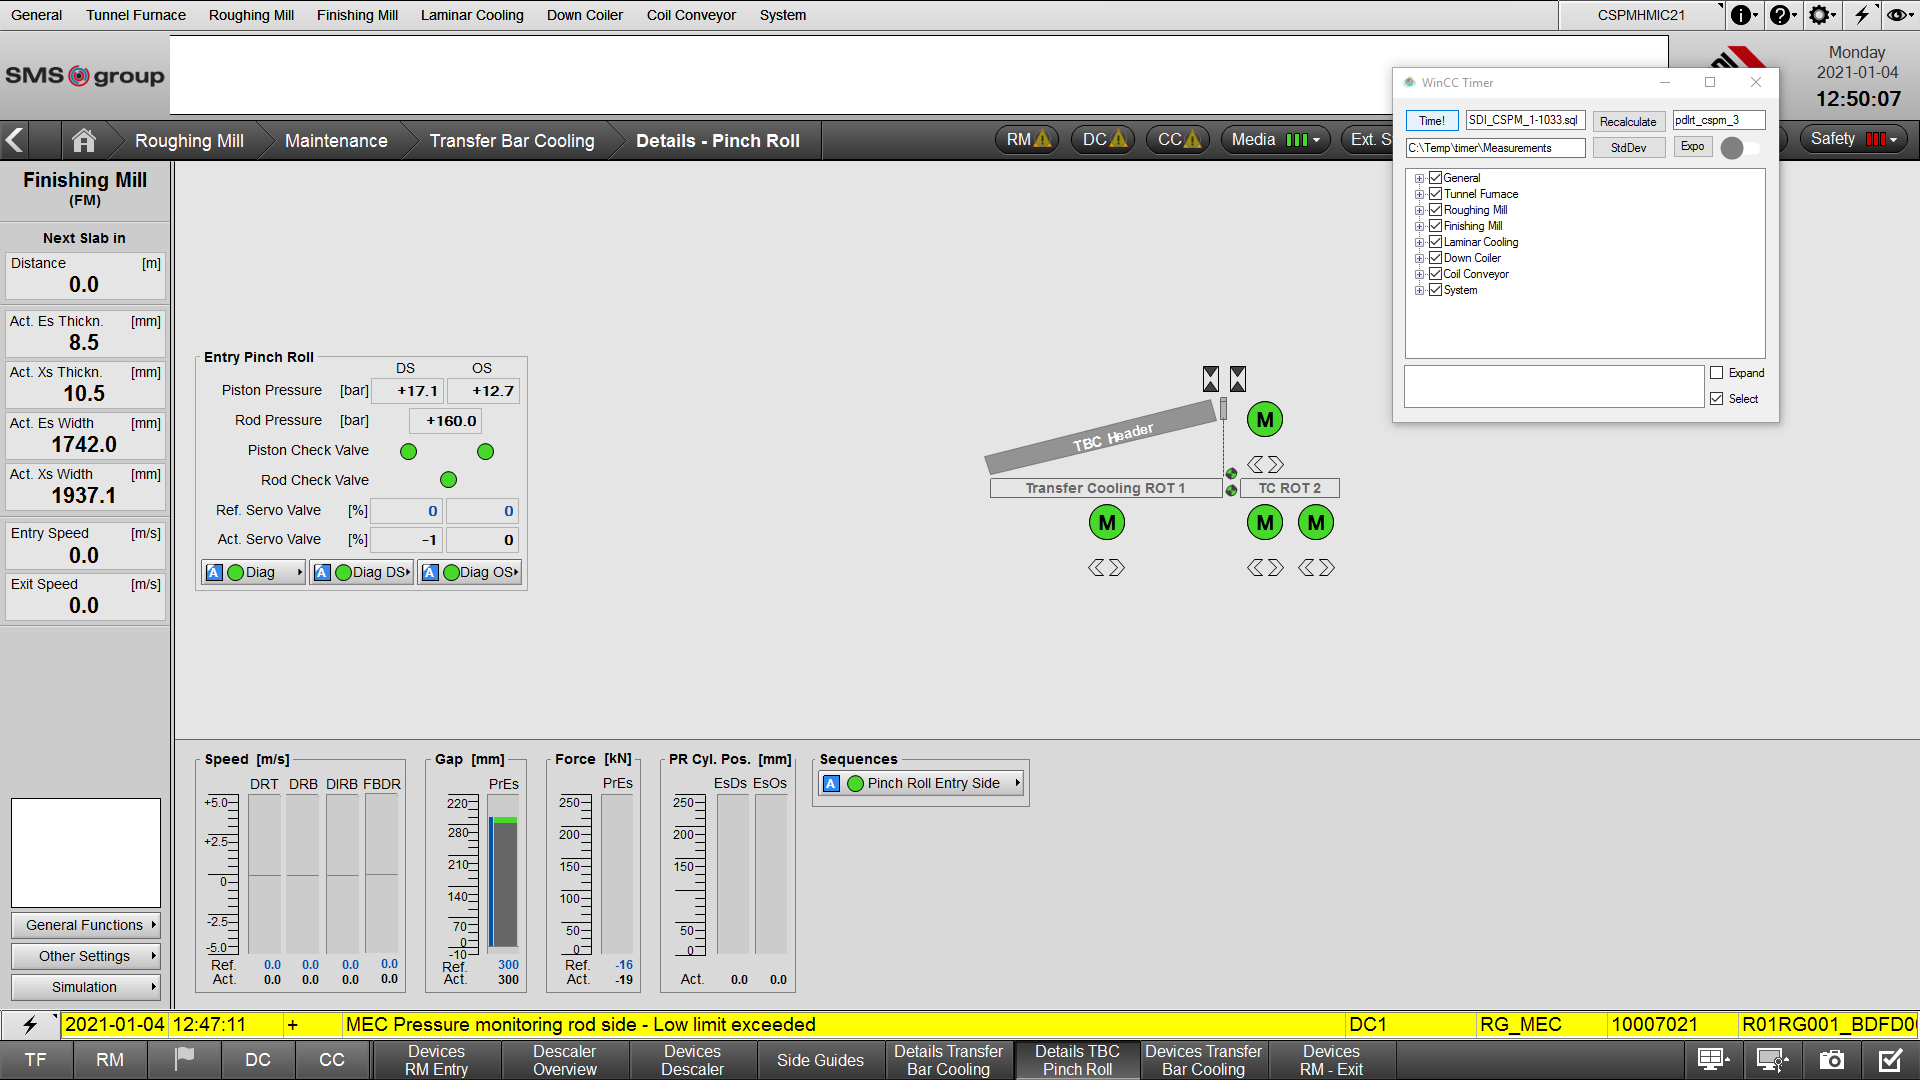 General Tunnel Furnace Roughing Mill Finishing Mill Laminar Cooling Down Coiler Coil Conveyor System CSPMHMIC21
SMS group
Monday
2021-01-04
12:50:07
Roughing Mill Maintenance Transfer Bar Cooling Details - Pinch Roll RM DC CC Media Ext. S Safety
WinCC Timer
Time! SDI_CSPM_1-1033.sql Recalculate pdlrt_cspm_3
C:\Temp\timer\Measurements StdDev Expo
General
Tunnel Furnace
Roughing Mill
Finishing Mill
Laminar Cooling
Down Coiler
Coil Conveyor
System
Expand
Select
Finishing Mill
(FM)
Next Slab in
Distance [m]
0.0
Act. Es Thickn. [mm]
8.5
Act. Xs Thickn. [mm]
10.5
Act. Es Width [mm]
1742.0
Act. Xs Width [mm]
1937.1
Entry Speed [m/s]
0.0
Exit Speed [m/s]
0.0
General Functions
Other Settings
Simulation
Entry Pinch Roll
DS OS
Piston Pressure [bar] +17.1 +12.7
Rod Pressure [bar] +160.0
Piston Check Valve
Rod Check Valve
Ref. Servo Valve [%] 0 0
Act. Servo Valve [%] -1 0
A Diag A Diag DS A Diag OS
TBC Header
M
Transfer Cooling ROT 1 TC ROT 2
M M M
Speed [m/s]
DRT DRB DIRB FBDR
+5.0
+2.5
0
-2.5
-5.0
Ref. 0.0 0.0 0.0 0.0
Act. 0.0 0.0 0.0 0.0
Gap [mm]
PrEs
220
280
210
140
70
0
-10
Ref. 300
Act. 300
Force [kN]
PrEs
250
200
150
100
50
0
Ref. -16
Act. -19
PR Cyl. Pos. [mm]
EsDs EsOs
250
200
150
50
0
Act. 0.0 0.0
Sequences
A Pinch Roll Entry Side
2021-01-04 12:47:11 + MEC Pressure monitoring rod side - Low limit exceeded DC1 RG_MEC 10007021
TF RM DC CC
Devices
RM Entry
Descaler
Overview
Devices
Descaler
Side Guides
Details Transfer
Bar Cooling
Details TBC
Pinch Roll
Devices Transfer
Bar Cooling
Devices
RM - Exit